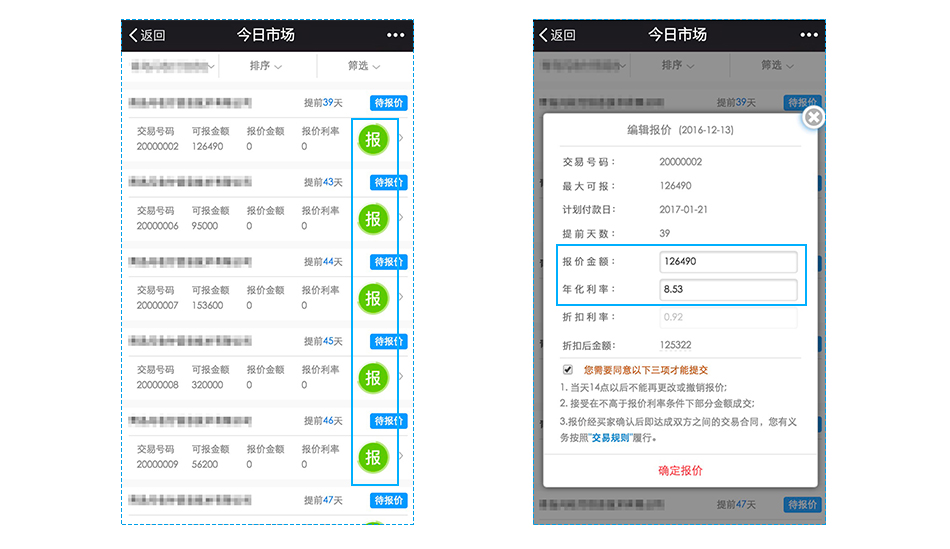 返回 今日市场
排序 筛选
提前39天 待报价
交易号码 可报金额 报价金额 报价利率
20000002 126490 0 0
报
提前43天 待报价
交易号码 可报金额 报价金额 报价利率
20000006 95000 0 0
报
提前44天 待报价
交易号码 可报金额 报价金额 报价利率
20000007 153600 0 0
报
提前45天 待报价
交易号码 可报金额 报价金额 报价利率
20000008 320000 0 0
报
提前46天 待报价
交易号码 可报金额 报价金额 报价利率
20000009 56200 0 0
报
提前47天 待报价
返回 今日市场
排序 筛选
提前39天 待报价
编辑报价 (2016-12-13)
交易号码： 20000002
最大可报： 126490
计划付款日： 2017-01-21
提前天数： 39
报价金额： 126490
年化利率： 8.53
折扣利率： 0.92
折扣后金额： 125322
您需要同意以下三项才能提交
1. 当天14点以后不能再更改或撤销报价;
2. 接受在不高于报价利率条件下部分金额成交;
3.报价经买家确认后即达成双方之间的交易合同，您有义
务按照"交易规则"履行。
确定报价
提前47天 待报价